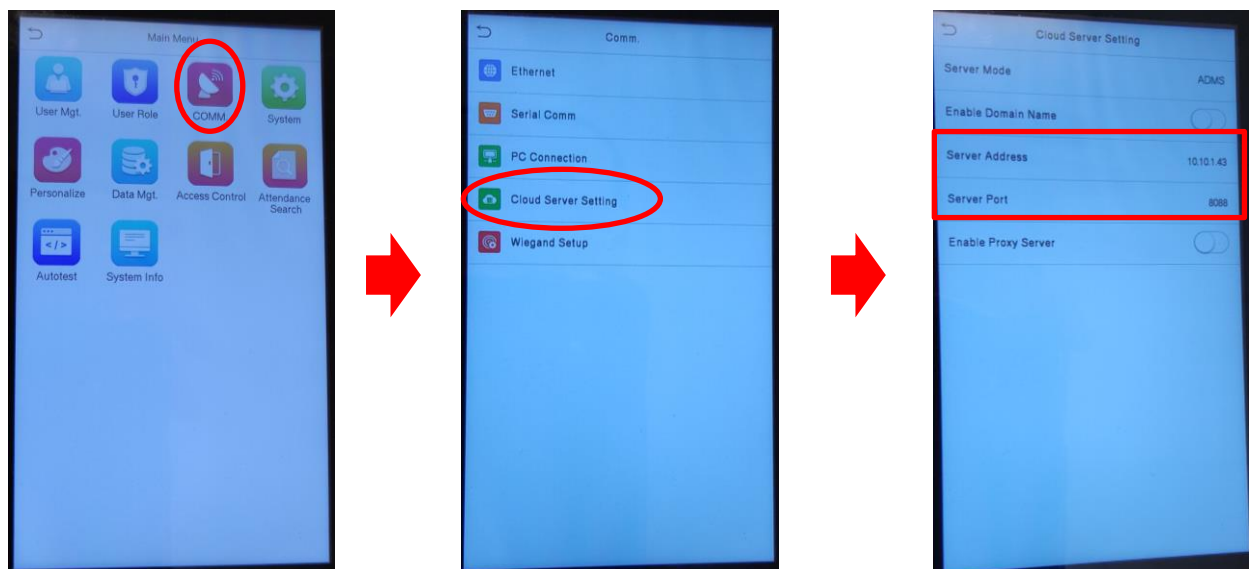 Main Menu
User Mgt.
User Role
COMM.
System
Personalize
Data Mgt.
Access Control
Attendance
Search
</>
Autotest
System Info
Comm.
Ethernet
Serial Comm
PC Connection
Cloud Server Setting
Wiegand Setup
Cloud Server Setting
Server Mode
ADMS
Enable Domain Name
Server Address
10.10.1.43
Server Port
8088
Enable Proxy Server